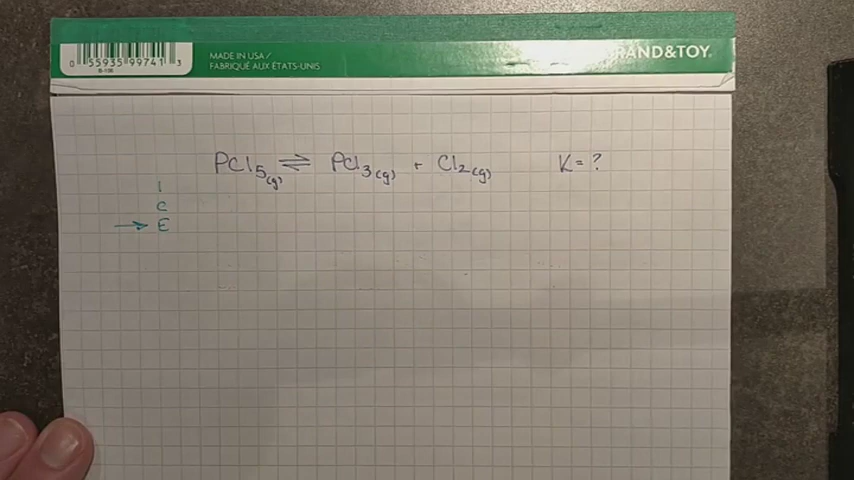 0 55935 99741 3
MADE IN USA /
FABRIQUÉ AUX ÉTATS-UNIS
RAND&TOY
PCl5(g) ⇌ PCl3(g) + Cl2(g) K = ?
I
C
→ E